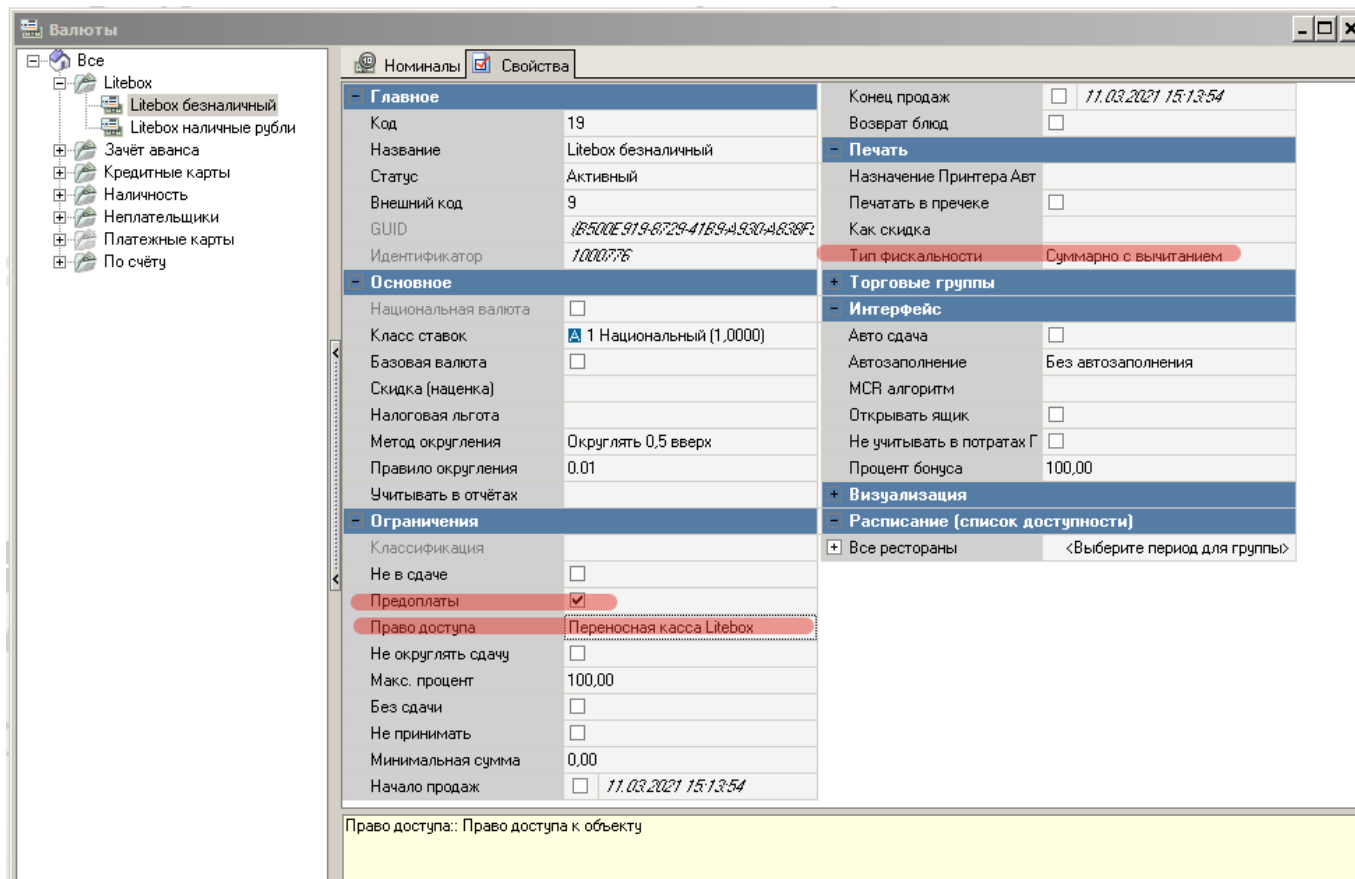 Валюты
Все
Litebox
Litebox безналичный
Litebox наличные рубли
Зачёт аванса
Кредитные карты
Наличность
Неплательщики
Платежные карты
По счёту
Номиналы
Свойства
Главное
Код 19
Название Litebox безналичный
Статус Активный
Внешний код 9
GUID
Идентификатор 1000776
Основное
Национальная валюта
Класс ставок A 1 Национальный (1,0000)
Базовая валюта
Скидка (наценка)
Налоговая льгота
Метод округления Округлять 0,5 вверх
Правило округления 0.01
Учитывать в отчётах
Ограничения
Классификация
Не в сдаче
Предоплаты
Право доступа Переносная касса Litebox
Не округлять сдачу
Макс. процент 100,00
Без сдачи
Не принимать
Минимальная сумма 0,00
Начало продаж 11.03.2021 15:13:54
Конец продаж 11.03.2021 15:13:54
Возврат блюд
Печать
Назначение Принтера Авт
Печатать в пречеке
Как скидка
Тип фискальности Суммарно с вычитанием
Торговые группы
Интерфейс
Авто сдача
Автозаполнение Без автозаполнения
MCR алгоритм
Открывать ящик
Не учитывать в потратах Г
Процент бонуса 100,00
Визуализация
Расписание (список доступности)
Все рестораны <Выберите период для группы>
Право доступа:: Право доступа к объекту